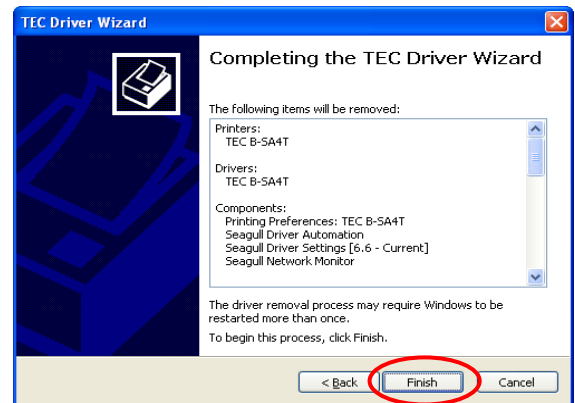 TEC Driver Wizard
Completing the TEC Driver Wizard
The following items will be removed:
Printers:
TEC B-SA4T
Drivers:
TEC B-SA4T
Components:
Printing Preferences: TEC B-SA4T
Seagull Driver Automation
Seagull Driver Settings [6.6 - Current]
Seagull Network Monitor
The driver removal process may require Windows to be
restarted more than once.
To begin this process, click Finish.
< Back
Finish
Cancel